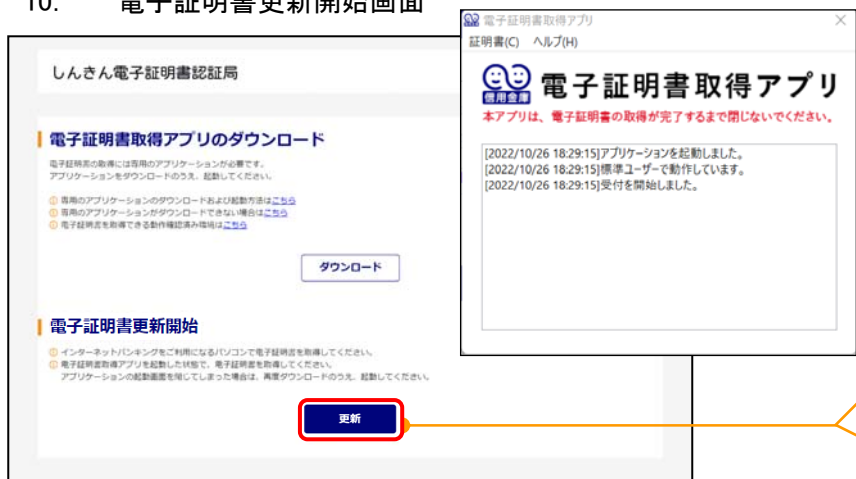 10. 電子証明書更新開始画面
しんきん電子証明書認証局
電子証明書取得アプリのダウンロード
電子証明書の取得には専用のアプリケーションが必要です。
アプリケーションをダウンロードのうえ、起動してください。
専用のアプリケーションのダウンロードおよび起動方法はこちら
専用のアプリケーションがダウンロードできない場合はこちら
電子証明書を取得できる動作確認済み環境はこちら
ダウンロード
電子証明書更新開始
インターネットバンキングをご利用になるパソコンで電子証明書を取得してください。
電子証明書取得アプリを起動した状態で、電子証明書を取得してください。
アプリケーションの起動画面を閉じてしまった場合は、再度ダウンロードのうえ、起動してください。
更新
電子証明書取得アプリ
証明書(C) ヘルプ(H)
信用金庫
電子証明書取得アプリ
本アプリは、電子証明書の取得が完了するまで閉じないでください。
[2022/10/26 18:29:15]アプリケーションを起動しました。
[2022/10/26 18:29:15]標準ユーザーで動作しています。
[2022/10/26 18:29:15]受付を開始しました。